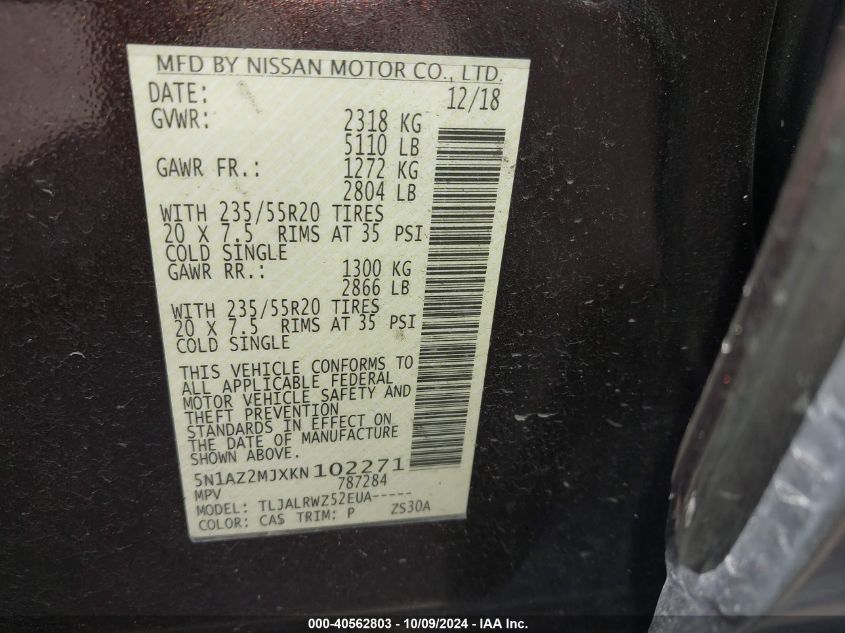 MFD BY NISSAN MOTOR CO., LTD.
DATE: 12/18
GVWR: 2318 KG
5110 LB
GAWR FR.: 1272 KG
2804 LB
WITH 235/55R20 TIRES
20 X 7.5 RIMS AT 35 PSI
COLD SINGLE
GAWR RR.: 1300 KG
2866 LB
WITH 235/55R20 TIRES
20 X 7.5 RIMS AT 35 PSI
COLD SINGLE
THIS VEHICLE CONFORMS TO
ALL APPLICABLE FEDERAL
MOTOR VEHICLE SAFETY AND
THEFT PREVENTION
STANDARDS IN EFFECT ON
THE DATE OF MANUFACTURE
SHOWN ABOVE.
5N1AZ2MJXKN102271
MPV 787284
MODEL: TLJALRWZ52EUA-----
COLOR: CAS TRIM: P ZS30A
000-40562803 - 10/09/2024 - IAA Inc.